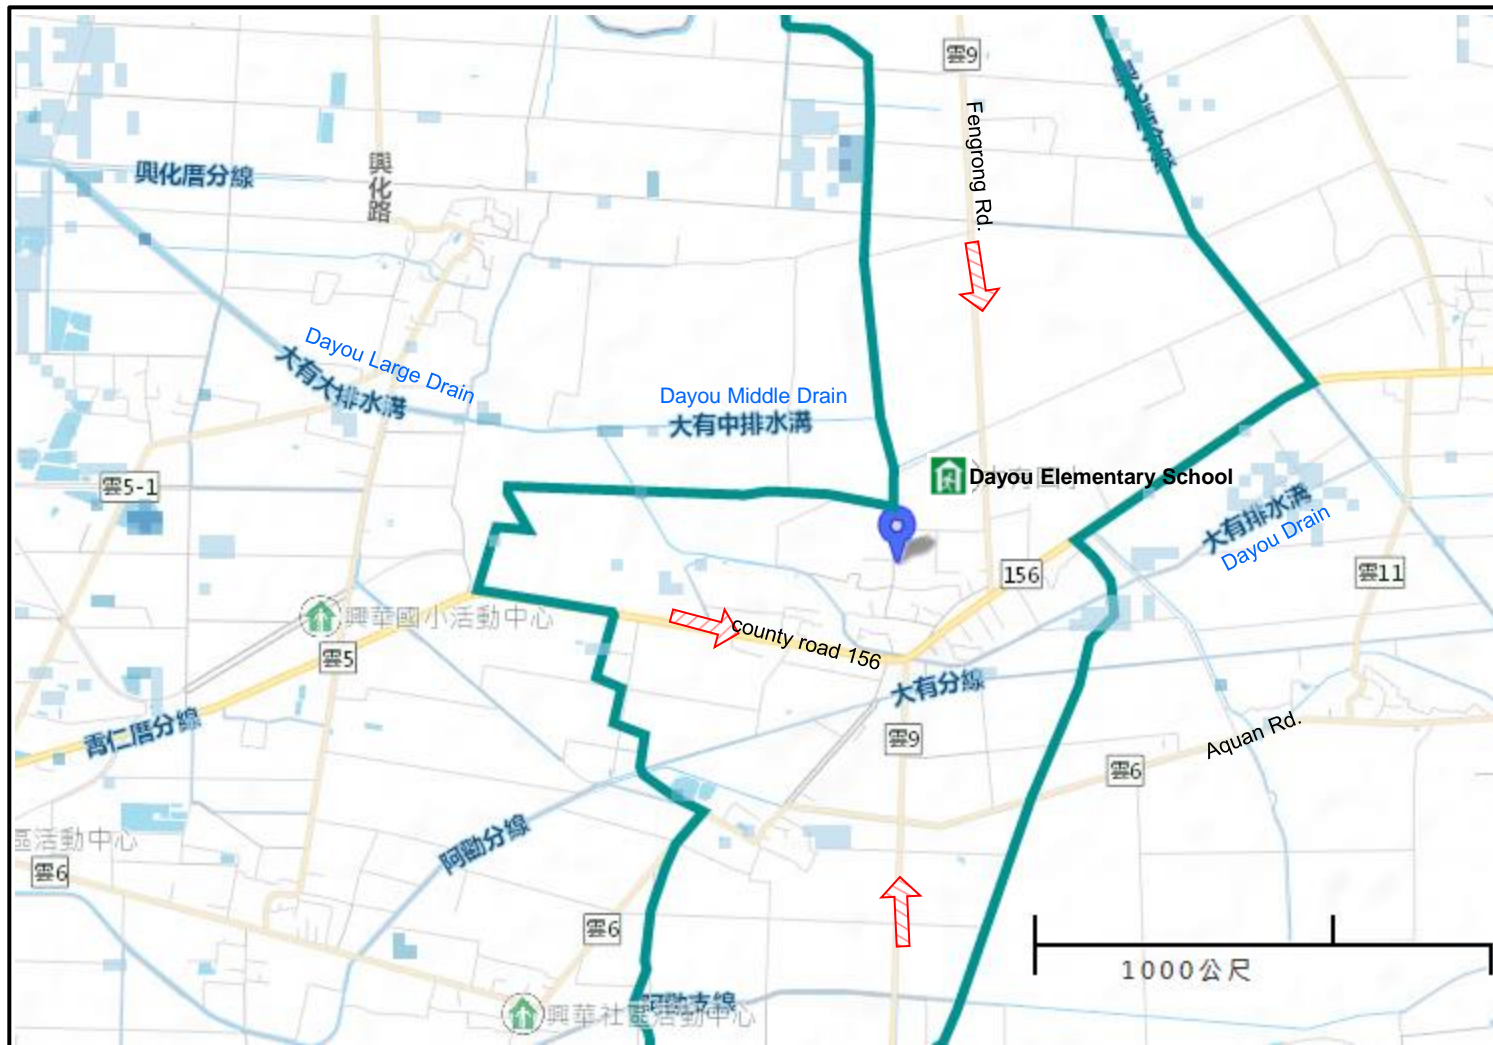 雲9
Fengrong Rd.
興化厝分線
興化路
Dayou Large Drain
大有大排水溝
Dayou Middle Drain
大有中排水溝
Dayou Elementary School
雲5-1
大有排水溝
Dayou Drain
156
雲11
興華國小活動中心
county road 156
雲5
大有分線
青仁厝分線
雲9
Aquan Rd.
雲6
阿勸分線
區活動中心
雲6
雲6
1000公尺
阿勸支線
興華社區活動中心